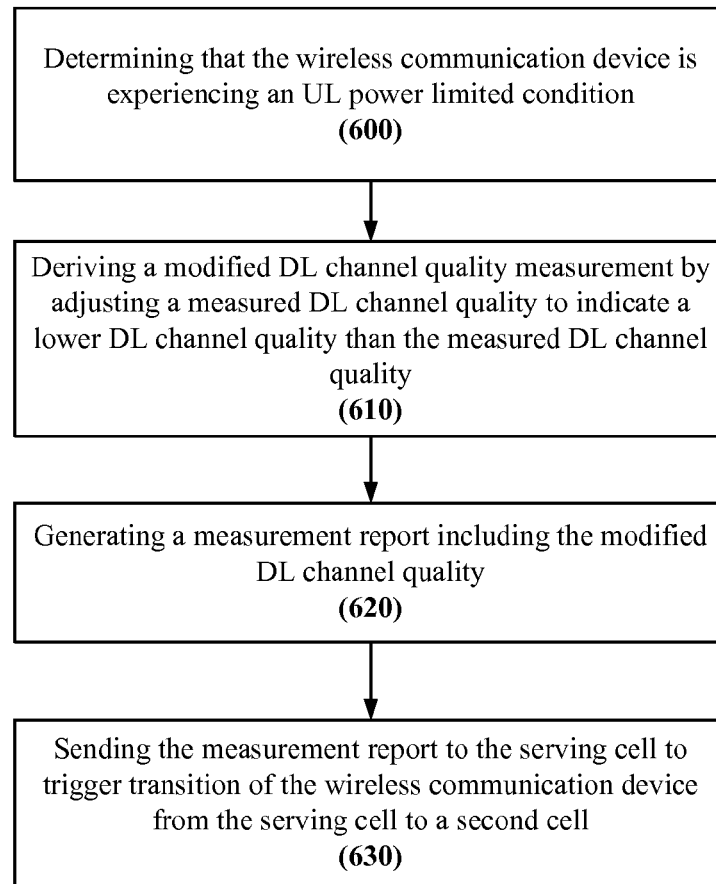 Determining that the wireless communication device is
experiencing an UL power limited condition
(600)
Deriving a modified DL channel quality measurement by
adjusting a measured DL channel quality to indicate a
lower DL channel quality than the measured DL channel
quality
(610)
Generating a measurement report including the modified
DL channel quality
(620)
Sending the measurement report to the serving cell to
trigger transition of the wireless communication device
from the serving cell to a second cell
(630)